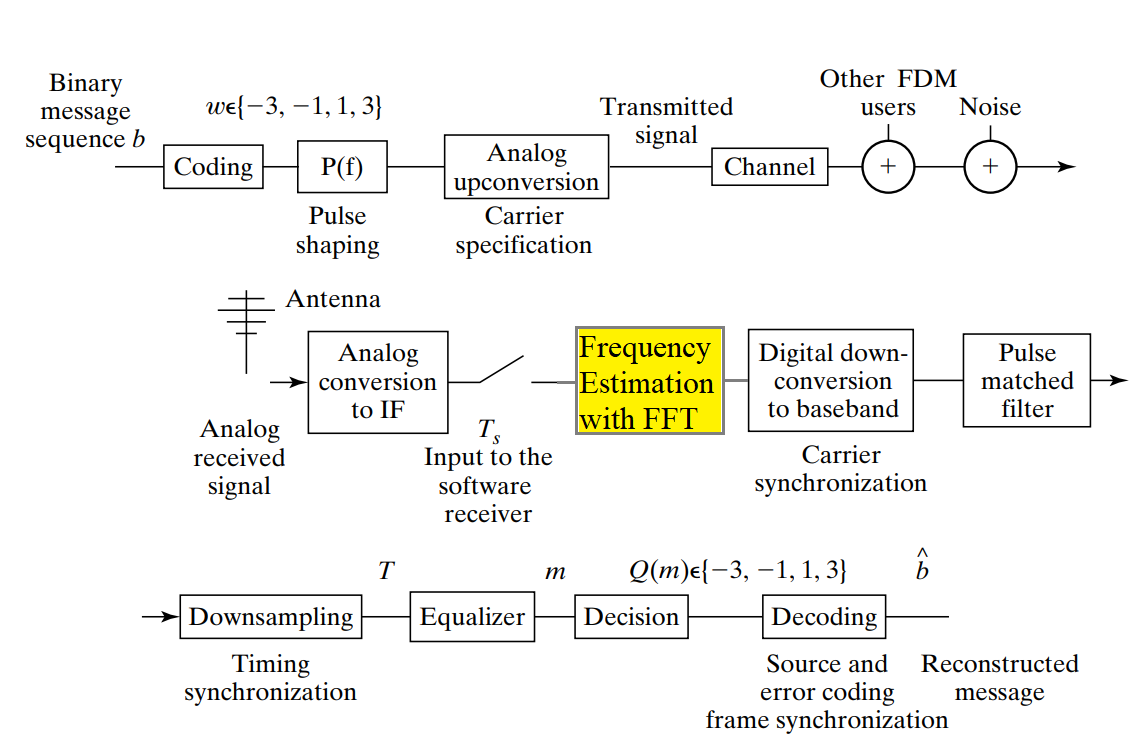 Binary
message
sequence b
w∈{−3, −1, 1, 3}
Coding
P(f)
Pulse
shaping
Analog
upconversion
Carrier
specification
Transmitted
signal
Channel
Other FDM
users
+
Noise
+
Antenna
Analog
received
signal
Analog
conversion
to IF
Tₛ
Input to the
software
receiver
Frequency
Estimation
with FFT
Digital down-
conversion
to baseband
Carrier
synchronization
Pulse
matched
filter
Downsampling
Timing
synchronization
T
Equalizer
m
Decision
Q(m)∈{−3, −1, 1, 3}
Decoding
Source and
error coding
frame synchronization
b̂
Reconstructed
message